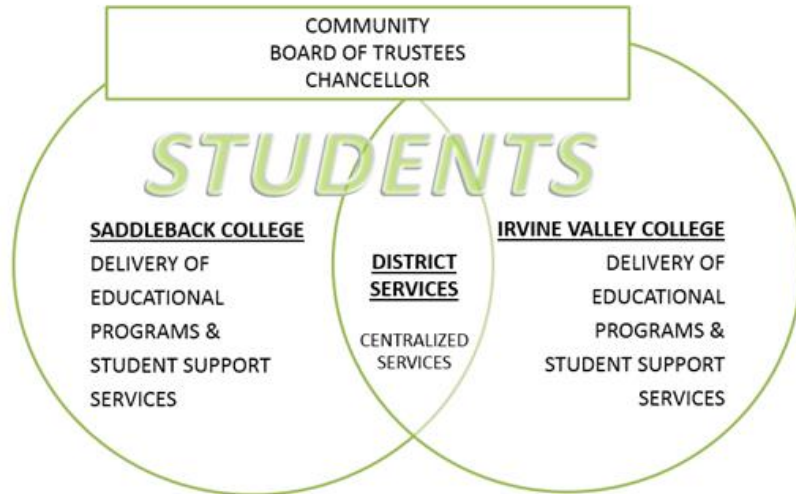 COMMUNITY
BOARD OF TRUSTEES
CHANCELLOR
STUDENTS
SADDLEBACK COLLEGE
DELIVERY OF
EDUCATIONAL
PROGRAMS &
STUDENT SUPPORT
SERVICES
DISTRICT
SERVICES
CENTRALIZED
SERVICES
IRVINE VALLEY COLLEGE
DELIVERY OF
EDUCATIONAL
PROGRAMS &
STUDENT SUPPORT
SERVICES